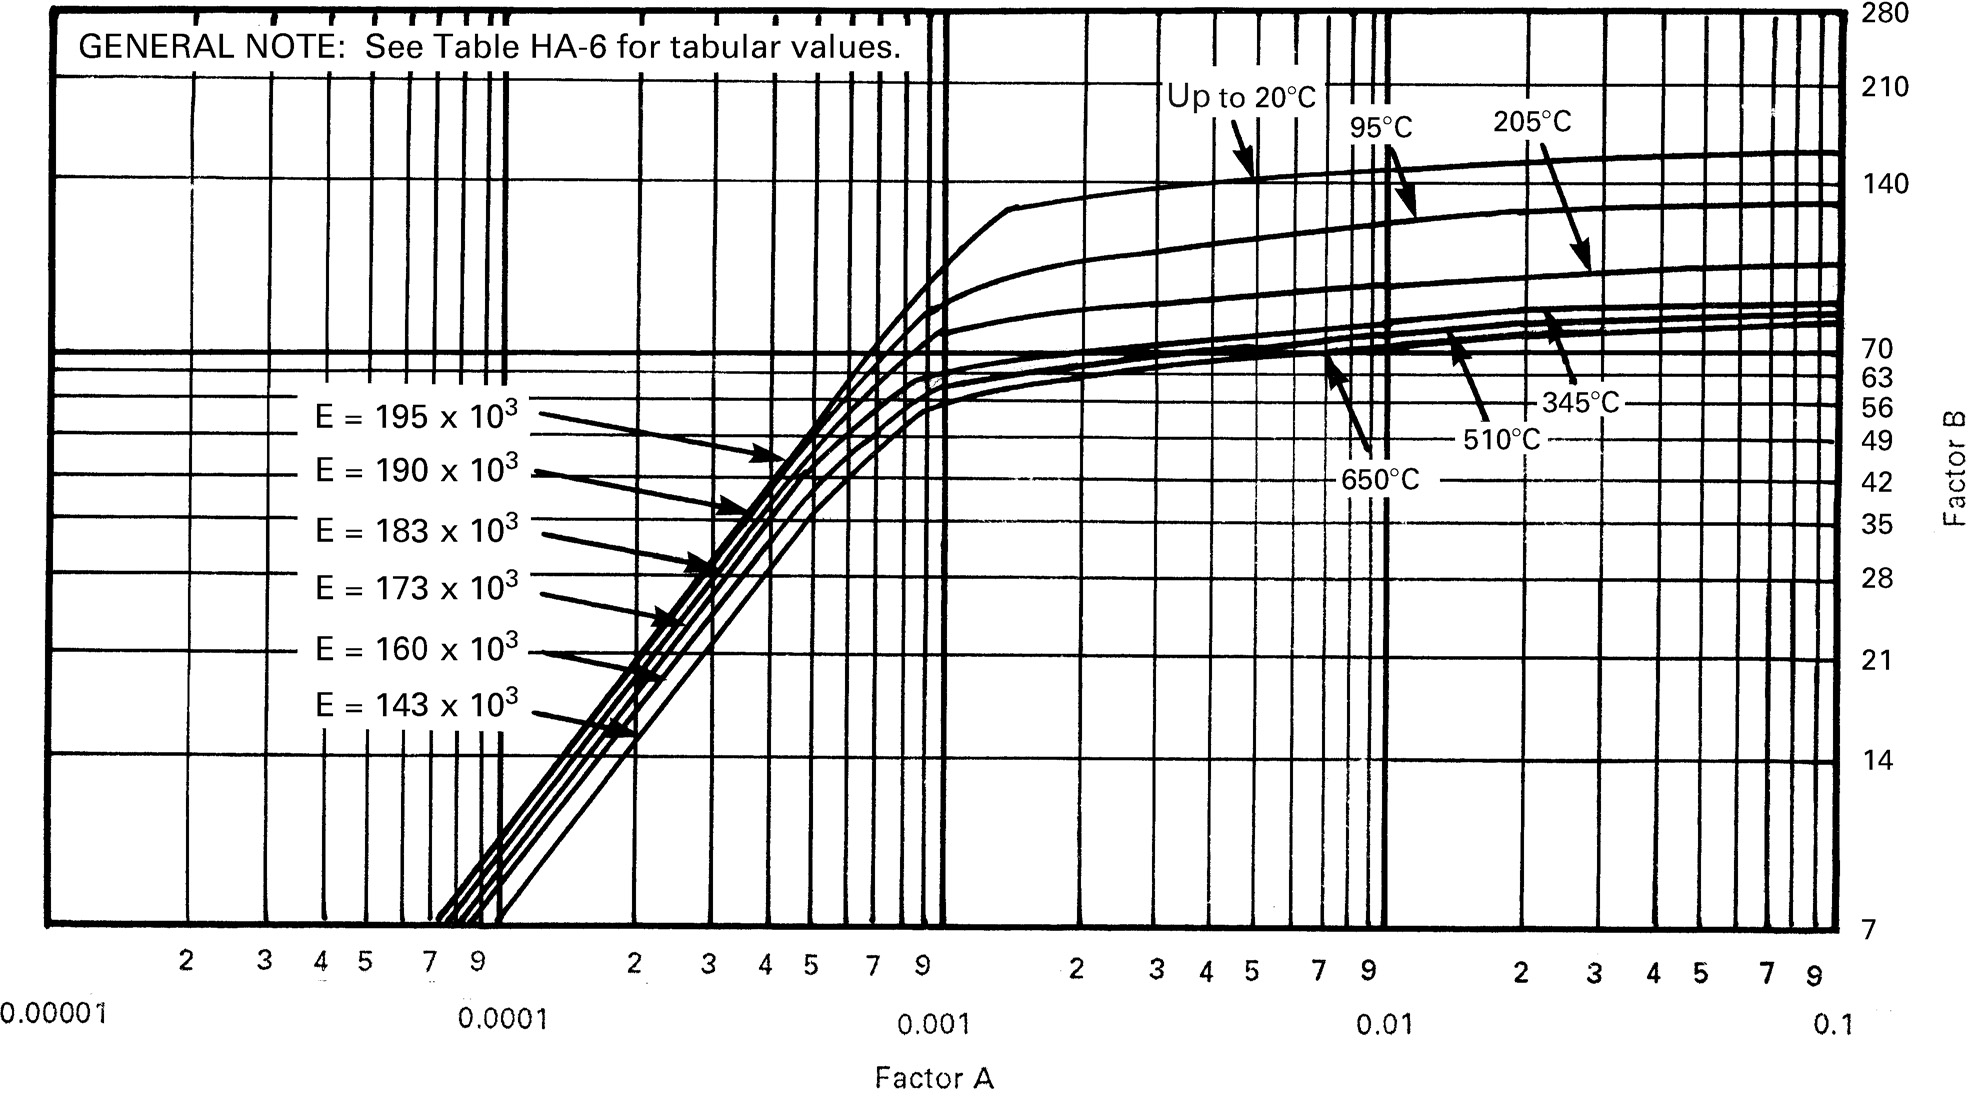 GENERAL NOTE: See Table HA-6 for tabular values.
280
210
Up to 20°C
95°C
205°C
140
70
63
56
49
42
35
28
21
14
7
Factor B
345°C
510°C
650°C
E = 195 x 10³
E = 190 x 10³
E = 183 x 10³
E = 173 x 10³
E = 160 x 10³
E = 143 x 10³
2 3 4 5 7 9 2 3 4 5 7 9 2 3 4 5 7 9 2 3 4 5 7 9
0.00001 0.0001 0.001 0.01 0.1
Factor A